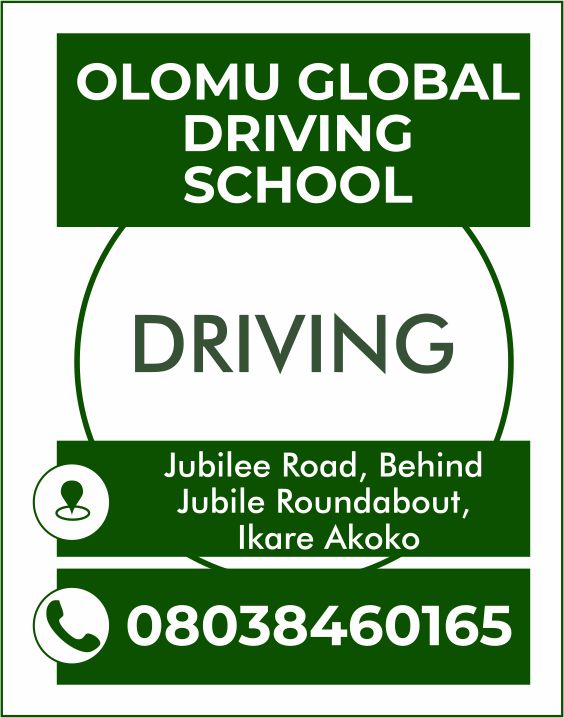 OLOMU GLOBAL
DRIVING
SCHOOL
DRIVING
Jubilee Road, Behind
Jubile Roundabout,
Ikare Akoko
08038460165